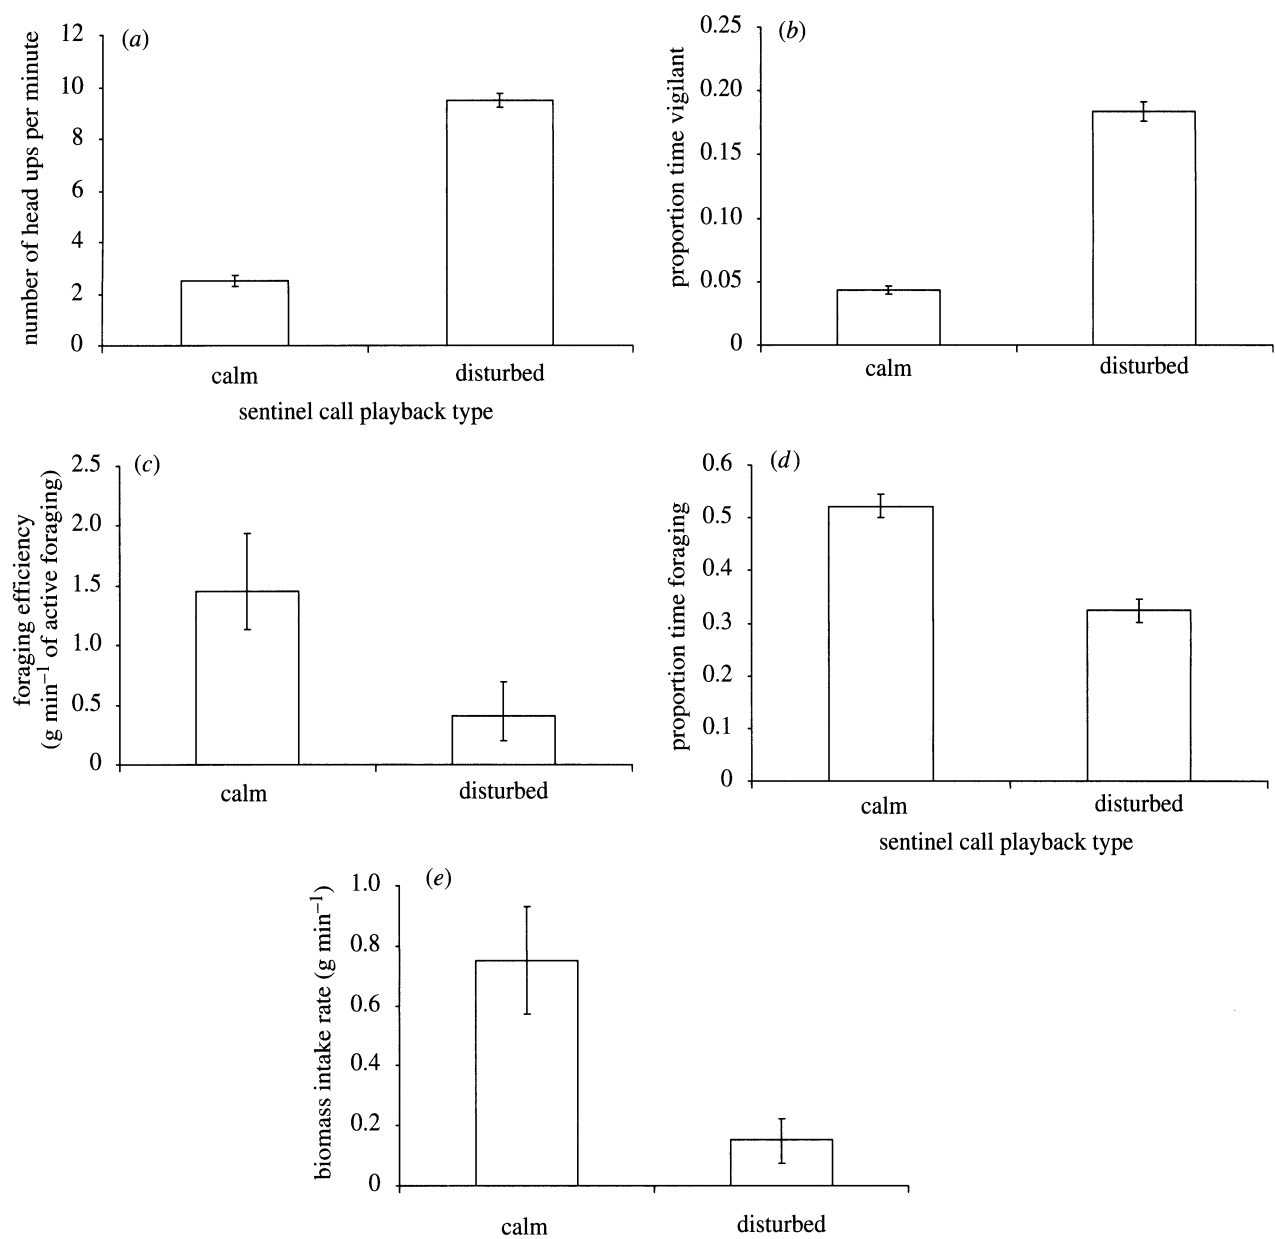 (a)
number of head ups per minute
12
10
8
6
4
2
0
calm
disturbed
sentinel call playback type
(b)
proportion time vigilant
0.25
0.20
0.15
0.10
0.05
0
calm
disturbed
(c)
foraging efficiency
(g min⁻¹ of active foraging)
2.5
2.0
1.5
1.0
0.5
0
calm
disturbed
(d)
proportion time foraging
0.6
0.5
0.4
0.3
0.2
0.1
0
calm
disturbed
sentinel call playback type
(e)
biomass intake rate (g min⁻¹)
1.0
0.8
0.6
0.4
0.2
0
calm
disturbed